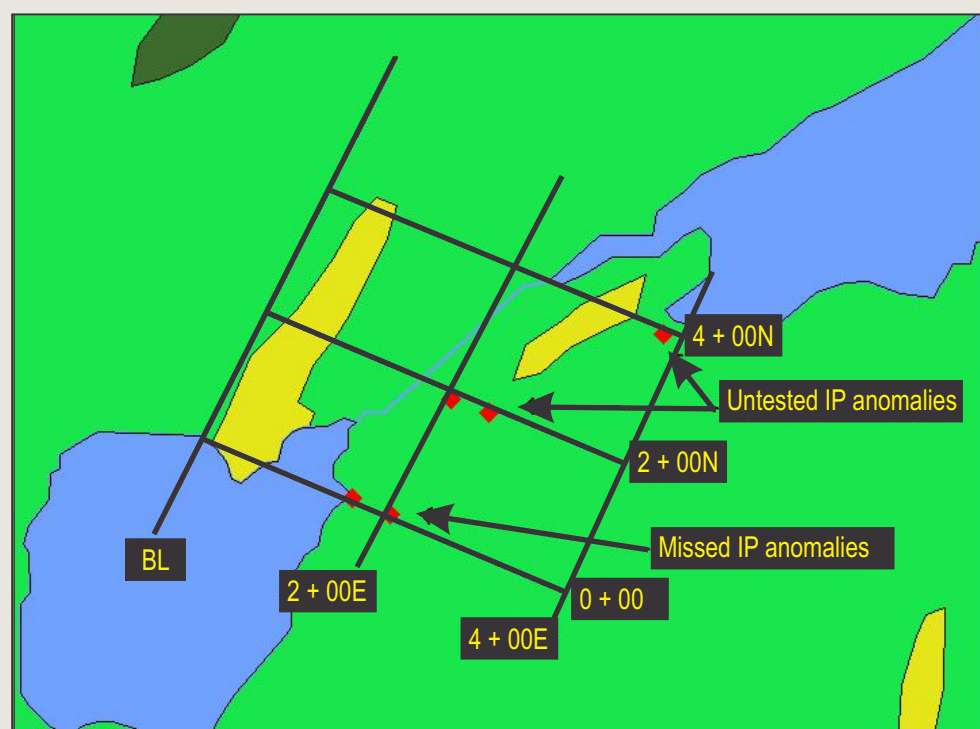 4 + 00N
Untested IP anomalies
2 + 00N
Missed IP anomalies
BL
2 + 00E
0 + 00
4 + 00E